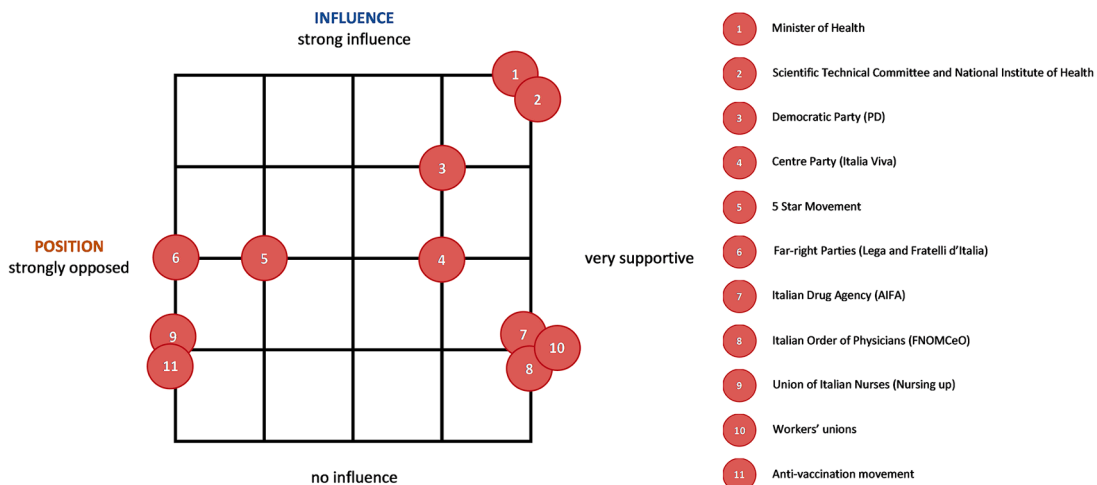 INFLUENCE
strong influence
1
2
3
6
5
4
POSITION
strongly opposed
very supportive
9
11
7
10
8
no influence
1 Minister of Health
2 Scientific Technical Committee and National Institute of Health
3 Democratic Party (PD)
4 Centre Party (Italia Viva)
5 5 Star Movement
6 Far-right Parties (Lega and Fratelli d'Italia)
7 Italian Drug Agency (AIFA)
8 Italian Order of Physicians (FNOMCeO)
9 Union of Italian Nurses (Nursing up)
10 Workers' unions
11 Anti-vaccination movement